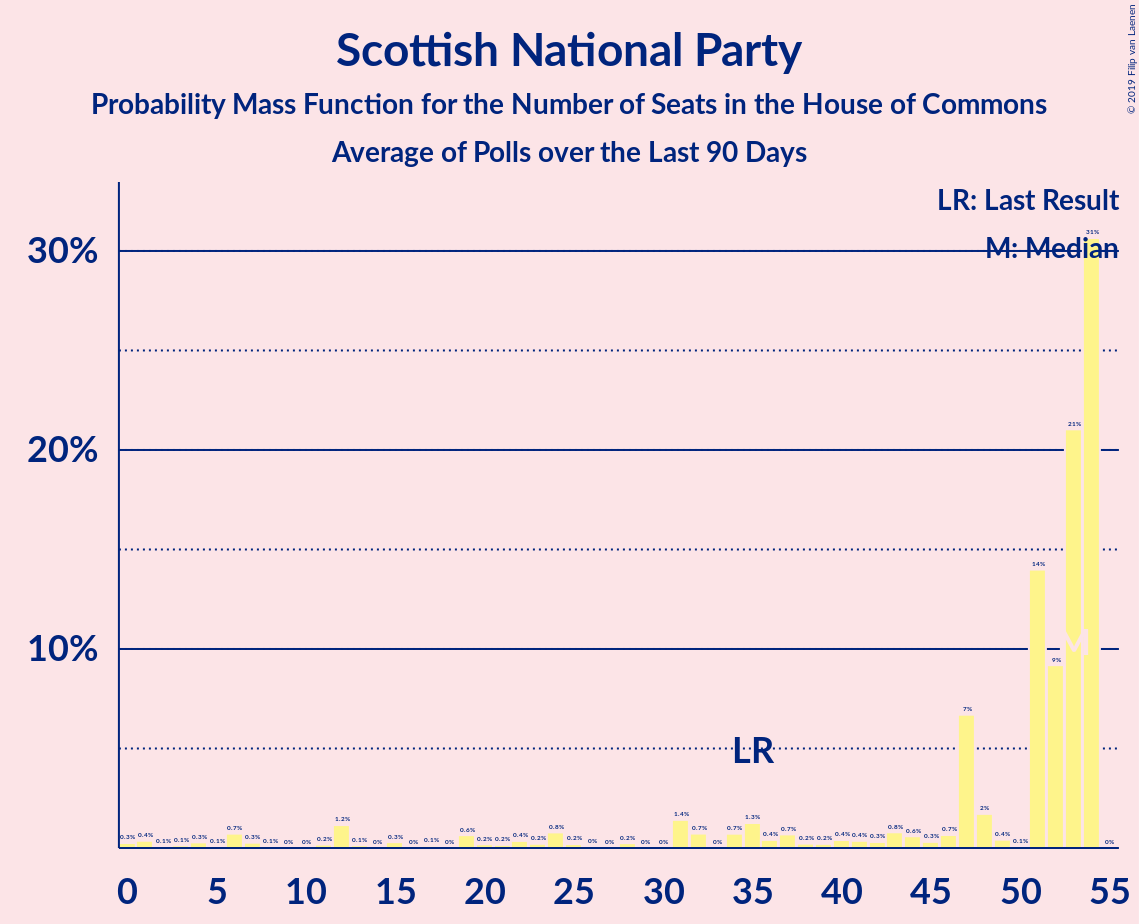 Scottish National Party
Probability Mass Function for the Number of Seats in the House of Commons
Average of Polls over the Last 90 Days
© 2019 Filip van Laenen
LR: Last Result
M: Median
30%
20%
10%
0.3% 0.4% 0.1% 0.1% 0.3% 0.1% 0.7% 0.3% 0.1% 0% 0% 0.2% 1.2% 0.1% 0% 0.3% 0% 0.1% 0% 0.6% 0.2% 0.2% 0.4% 0.2% 0.8% 0.2% 0% 0% 0.2% 0% 0% 1.4% 0.7% 0% 0.7% 1.3% 0.4% 0.7% 0.2% 0.2% 0.4% 0.4% 0.3% 0.8% 0.6% 0.3% 0.7% 7% 2% 0.4% 0.1% 14% 9% 21% 31% 0%
LR
M
0 5 10 15 20 25 30 35 40 45 50 55